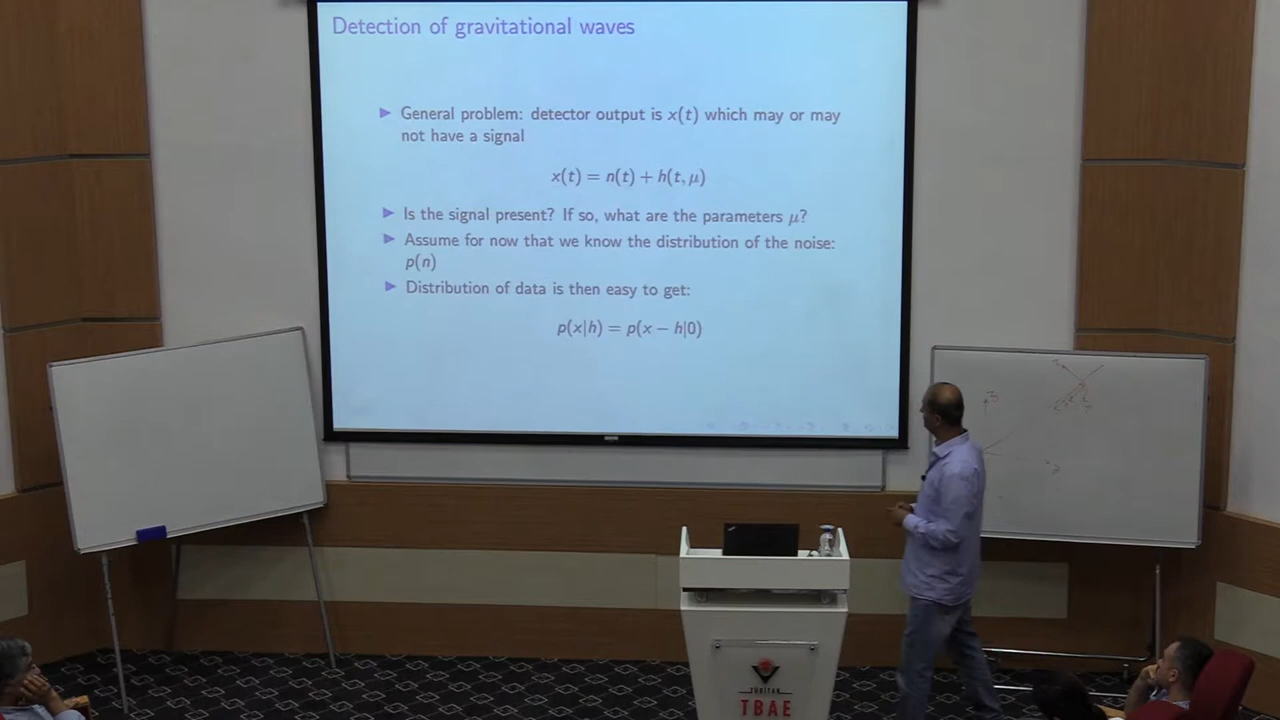 Detection of gravitational waves
▶ General problem: detector output is x(t) which may or may
not have a signal
x(t) = n(t) + h(t, μ)
▶ Is the signal present? If so, what are the parameters μ?
▶ Assume for now that we know the distribution of the noise:
p(n)
▶ Distribution of data is then easy to get:
p(x|h) = p(x − h|0)
TÜBİTAK
TBAE